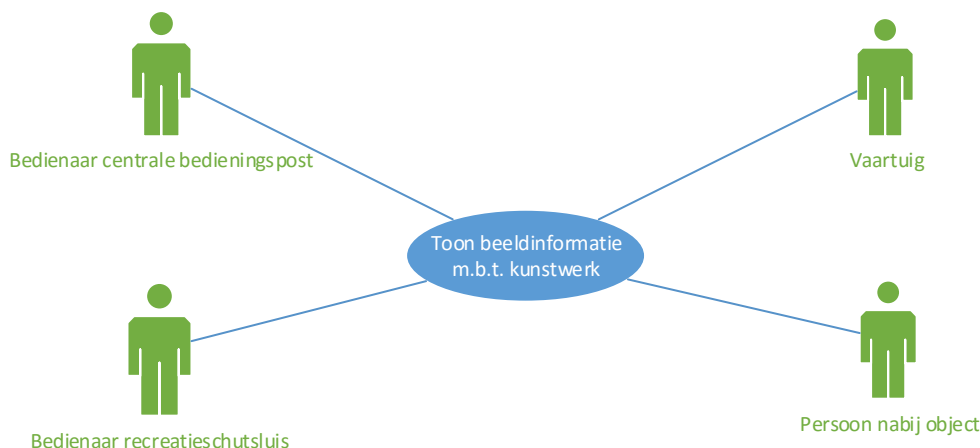 Bedienaar centrale bedieningspost
Vaartuig
Toon beeldinformatie
m.b.t. kunstwerk
Persoon nabij object
Bedienaar recreatieschutsluis